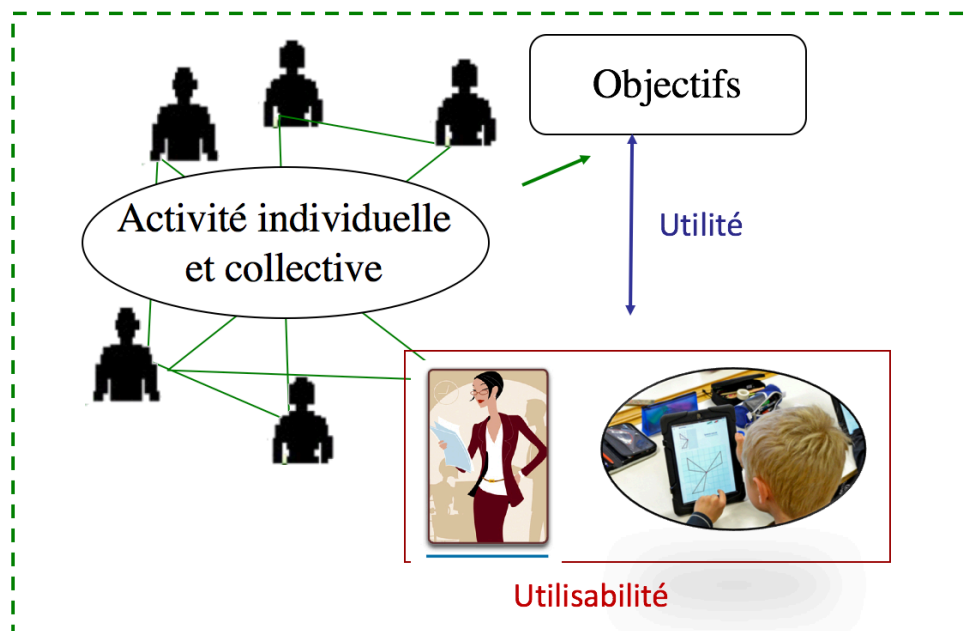 Objectifs
Activité individuelle
et collective
Utilité
Utilisabilité